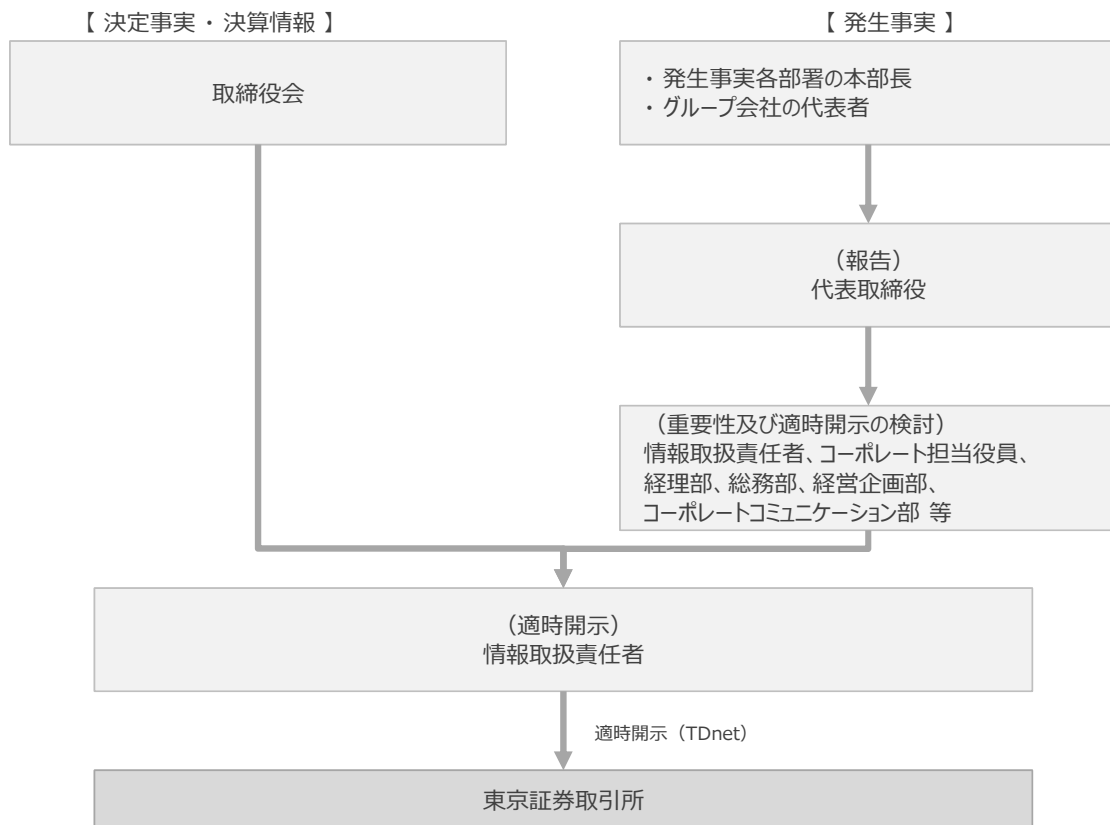 【 決定事実 ・ 決算情報 】
取締役会
【 発生事実 】
・ 発生事実各部署の本部長
・ グループ会社の代表者
（報告）
代表取締役
（重要性及び適時開示の検討）
情報取扱責任者、コーポレート担当役員、
経理部、総務部、経営企画部、
コーポレートコミュニケーション部 等
（適時開示）
情報取扱責任者
適時開示（TDnet）
東京証券取引所